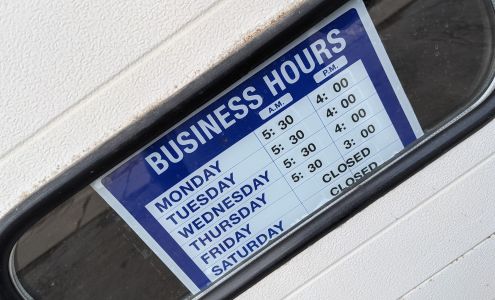 BUSINESS HOURS
A.M. P.M.
MONDAY 5: 30 4: 00
TUESDAY 5: 30 4: 00
WEDNESDAY 5: 30 4: 00
THURSDAY 5: 30 3: 00
FRIDAY CLOSED
SATURDAY CLOSED